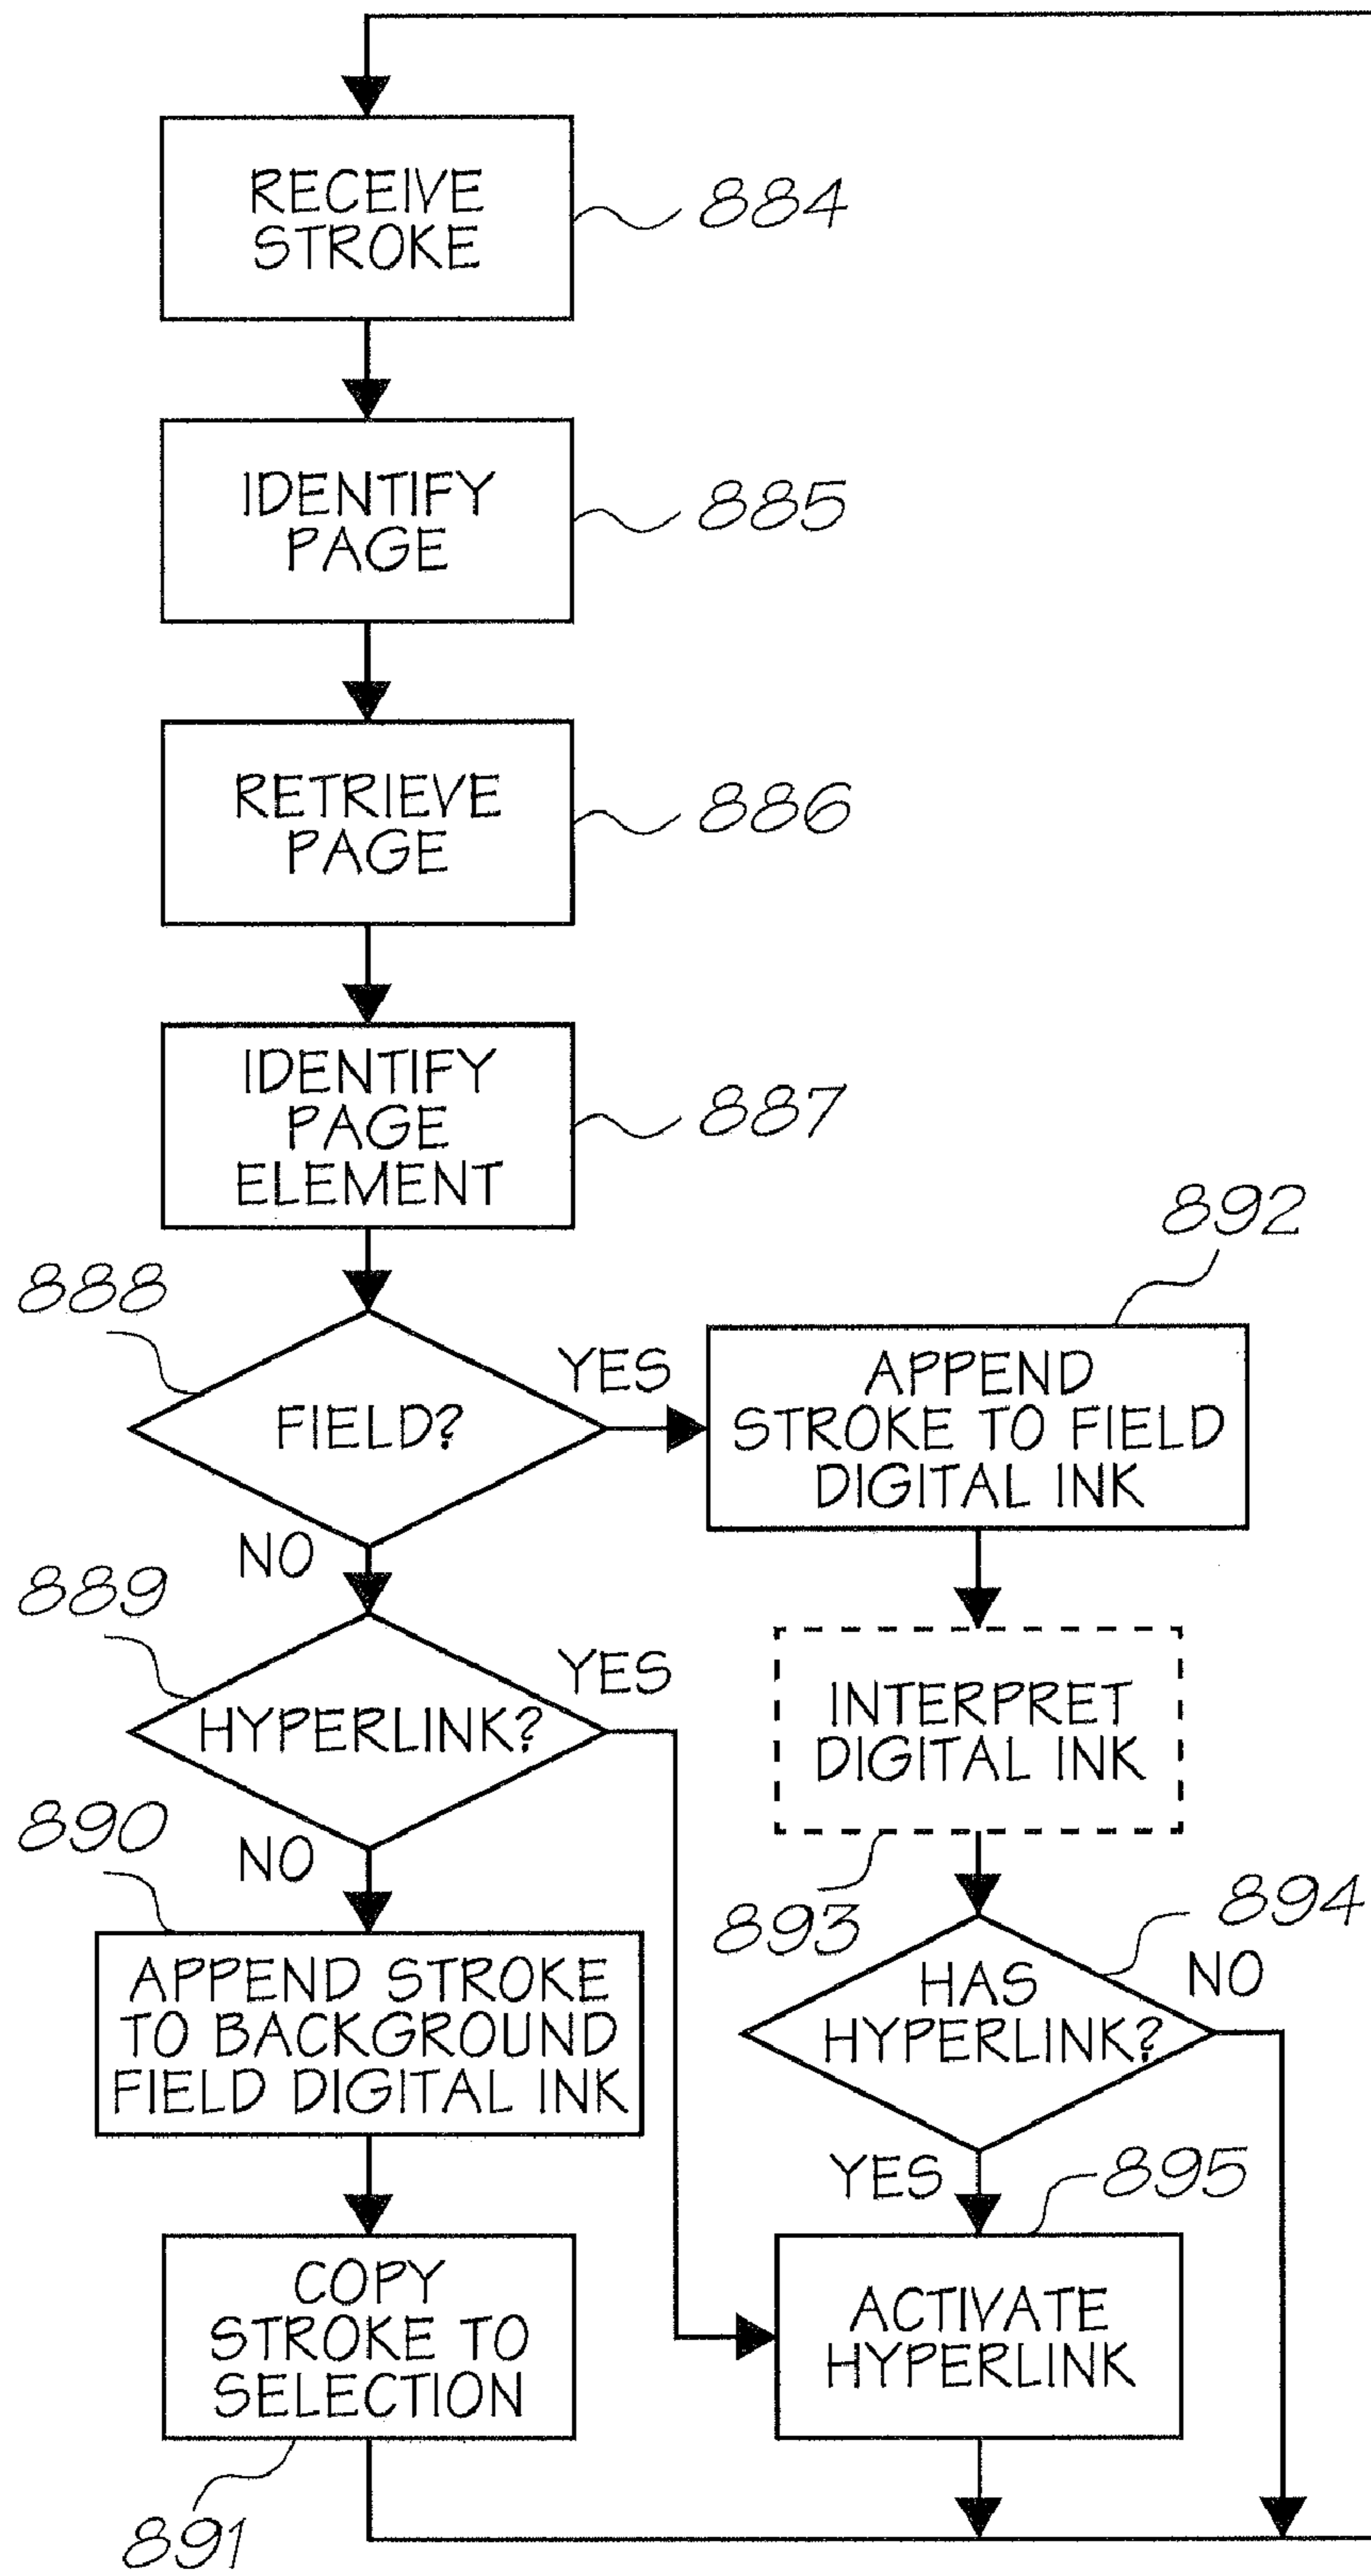 RECEIVE
STROKE
884
IDENTIFY
PAGE
885
RETRIEVE
PAGE
886
IDENTIFY
PAGE
ELEMENT
887
888
FIELD?
YES
NO
892
APPEND
STROKE TO FIELD
DIGITAL INK
889
HYPERLINK?
YES
NO
INTERPRET
DIGITAL INK
893
890
APPEND STROKE
TO BACKGROUND
FIELD DIGITAL INK
894
HAS
HYPERLINK?
NO
YES
895
COPY
STROKE TO
SELECTION
891
ACTIVATE
HYPERLINK